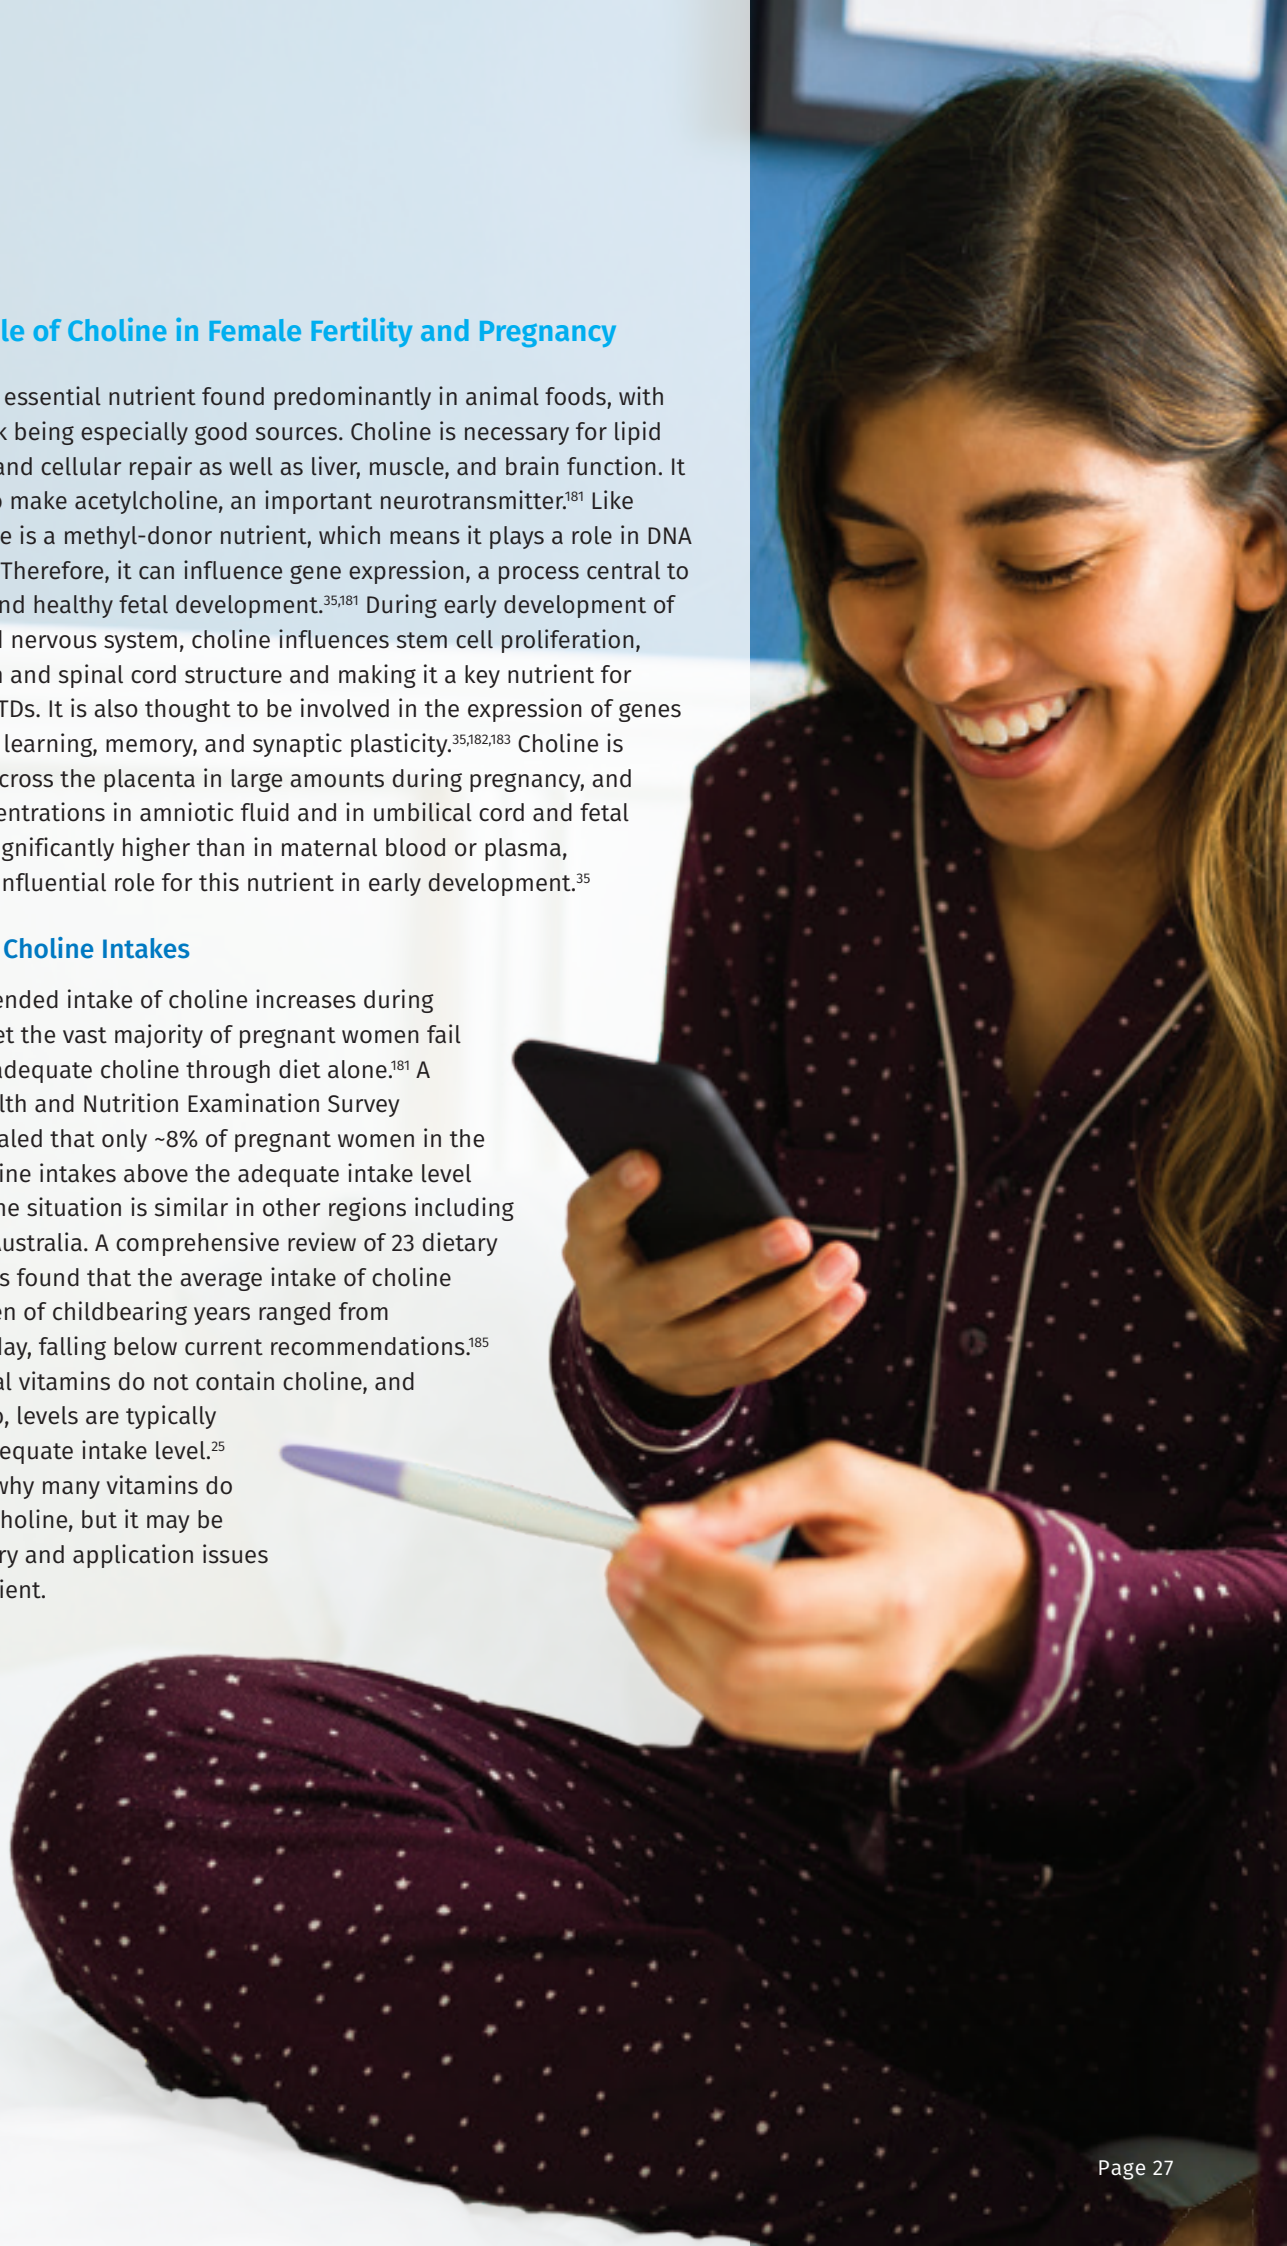 le of Choline in Female Fertility and Pregnancy
essential nutrient found predominantly in animal foods, with
k being especially good sources. Choline is necessary for lipid
and cellular repair as well as liver, muscle, and brain function. It
o make acetylcholine, an important neurotransmitter.181 Like
e is a methyl-donor nutrient, which means it plays a role in DNA
Therefore, it can influence gene expression, a process central to
nd healthy fetal development.35,181 During early development of
d nervous system, choline influences stem cell proliferation,
n and spinal cord structure and making it a key nutrient for
TDs. It is also thought to be involved in the expression of genes
learning, memory, and synaptic plasticity.35,182,183 Choline is
cross the placenta in large amounts during pregnancy, and
entrations in amniotic fluid and in umbilical cord and fetal
gnificantly higher than in maternal blood or plasma,
nfluential role for this nutrient in early development.35
Choline Intakes
ended intake of choline increases during
et the vast majority of pregnant women fail
adequate choline through diet alone.181 A
lth and Nutrition Examination Survey
aled that only ~8% of pregnant women in the
ine intakes above the adequate intake level
he situation is similar in other regions including
Australia. A comprehensive review of 23 dietary
s found that the average intake of choline
en of childbearing years ranged from
day, falling below current recommendations.185
al vitamins do not contain choline, and
o, levels are typically
equate intake level.25
why many vitamins do
holine, but it may be
ry and application issues
ient.
Page 27